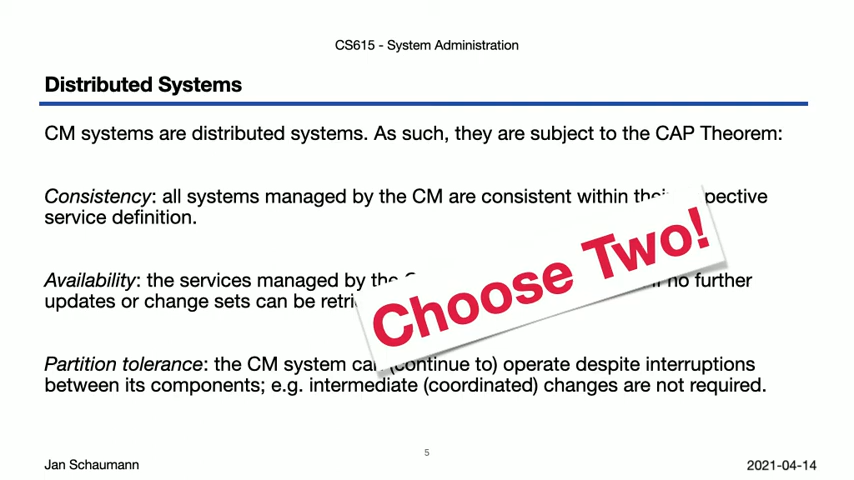 CS615 - System Administration
Distributed Systems
CM systems are distributed systems. As such, they are subject to the CAP Theorem:
Consistency: all systems managed by the CM are consistent within
service definition.
Availability: the services managed by the no further
updates or change sets can be
Choose Two!
Partition tolerance: the CM system can (continue to) operate despite interruptions
between its components; e.g. intermediate (coordinated) changes are not required.
5
Jan Schaumann
2021-04-14